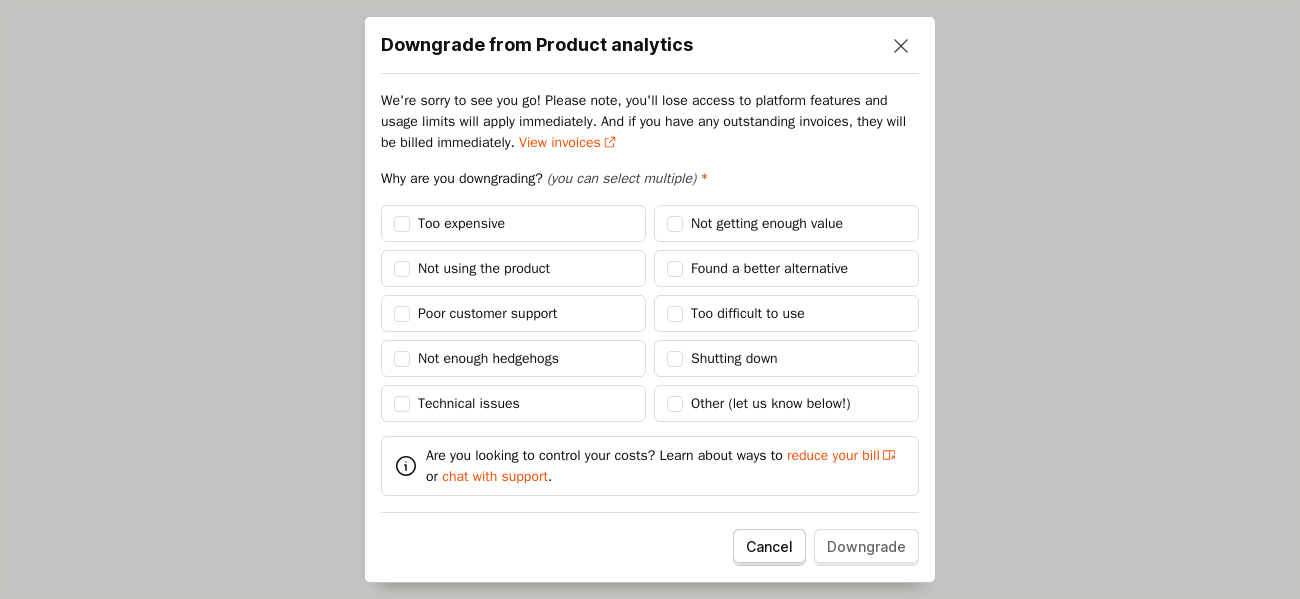 Downgrade from Product analytics
We're sorry to see you go! Please note, you'll lose access to platform features and
usage limits will apply immediately. And if you have any outstanding invoices, they will
be billed immediately. View invoices
Why are you downgrading? (you can select multiple) *
Too expensive
Not getting enough value
Not using the product
Found a better alternative
Poor customer support
Too difficult to use
Not enough hedgehogs
Shutting down
Technical issues
Other (let us know below!)
Are you looking to control your costs? Learn about ways to reduce your bill
or chat with support.
Cancel
Downgrade